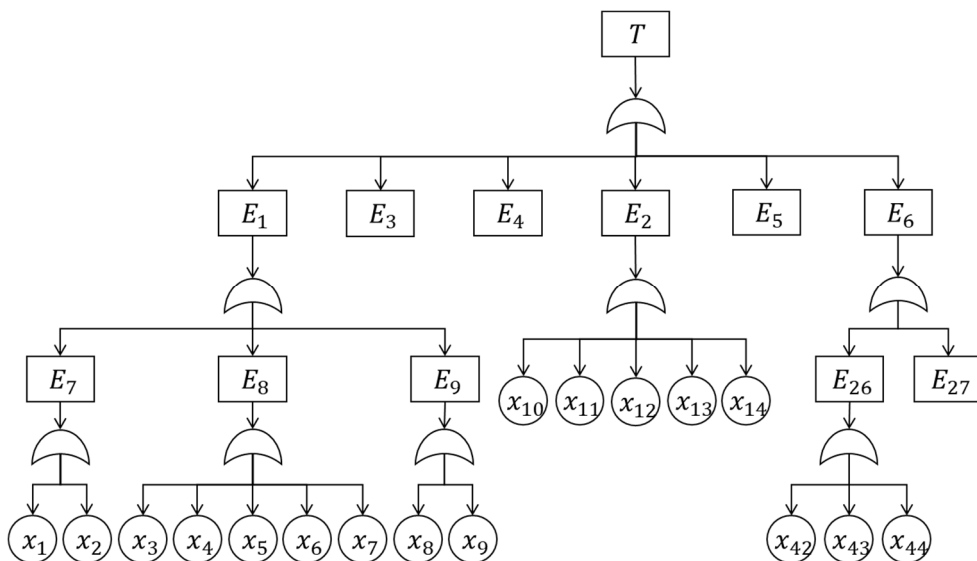 T
E₁ E₃ E₄ E₂ E₅ E₆
E₇ E₈ E₉ E₂₆ E₂₇
x₁₀ x₁₁ x₁₂ x₁₃ x₁₄
x₁ x₂ x₃ x₄ x₅ x₆ x₇ x₈ x₉ x₄₂ x₄₃ x₄₄